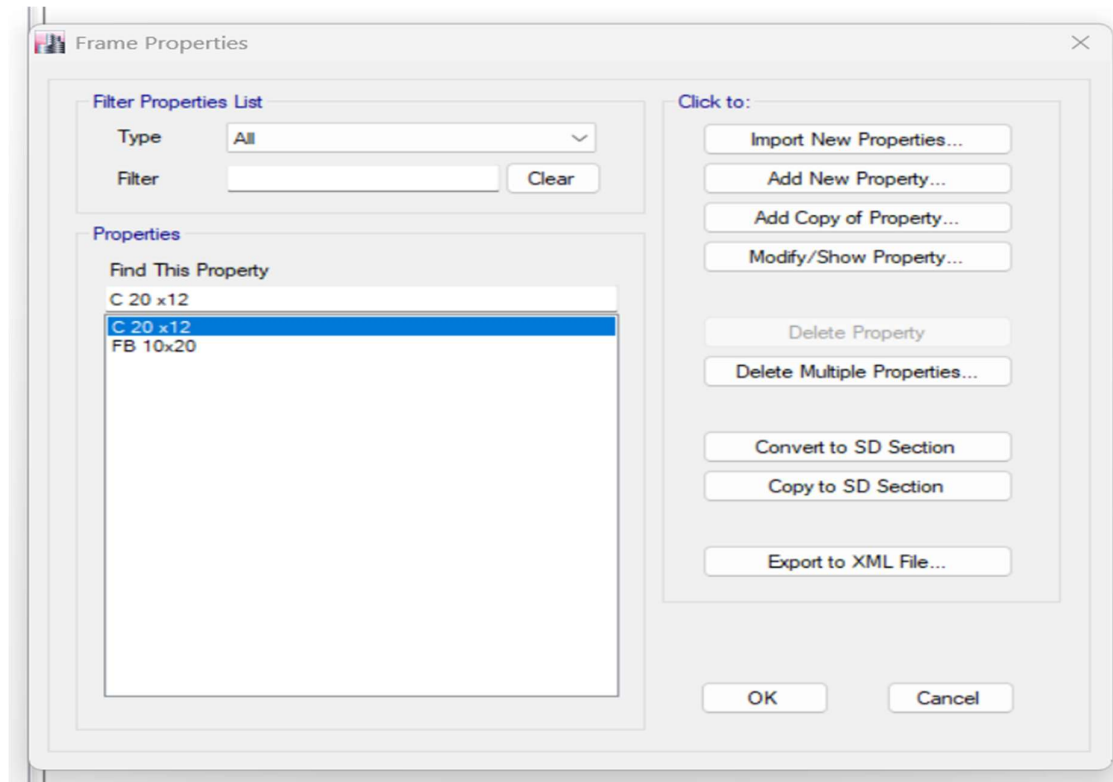 Frame Properties
Filter Properties List
Type
All
Filter
Clear
Properties
Find This Property
C 20 x12
C 20 x12
FB 10x20
Click to:
Import New Properties...
Add New Property...
Add Copy of Property...
Modify/Show Property...
Delete Property
Delete Multiple Properties...
Convert to SD Section
Copy to SD Section
Export to XML File...
OK
Cancel